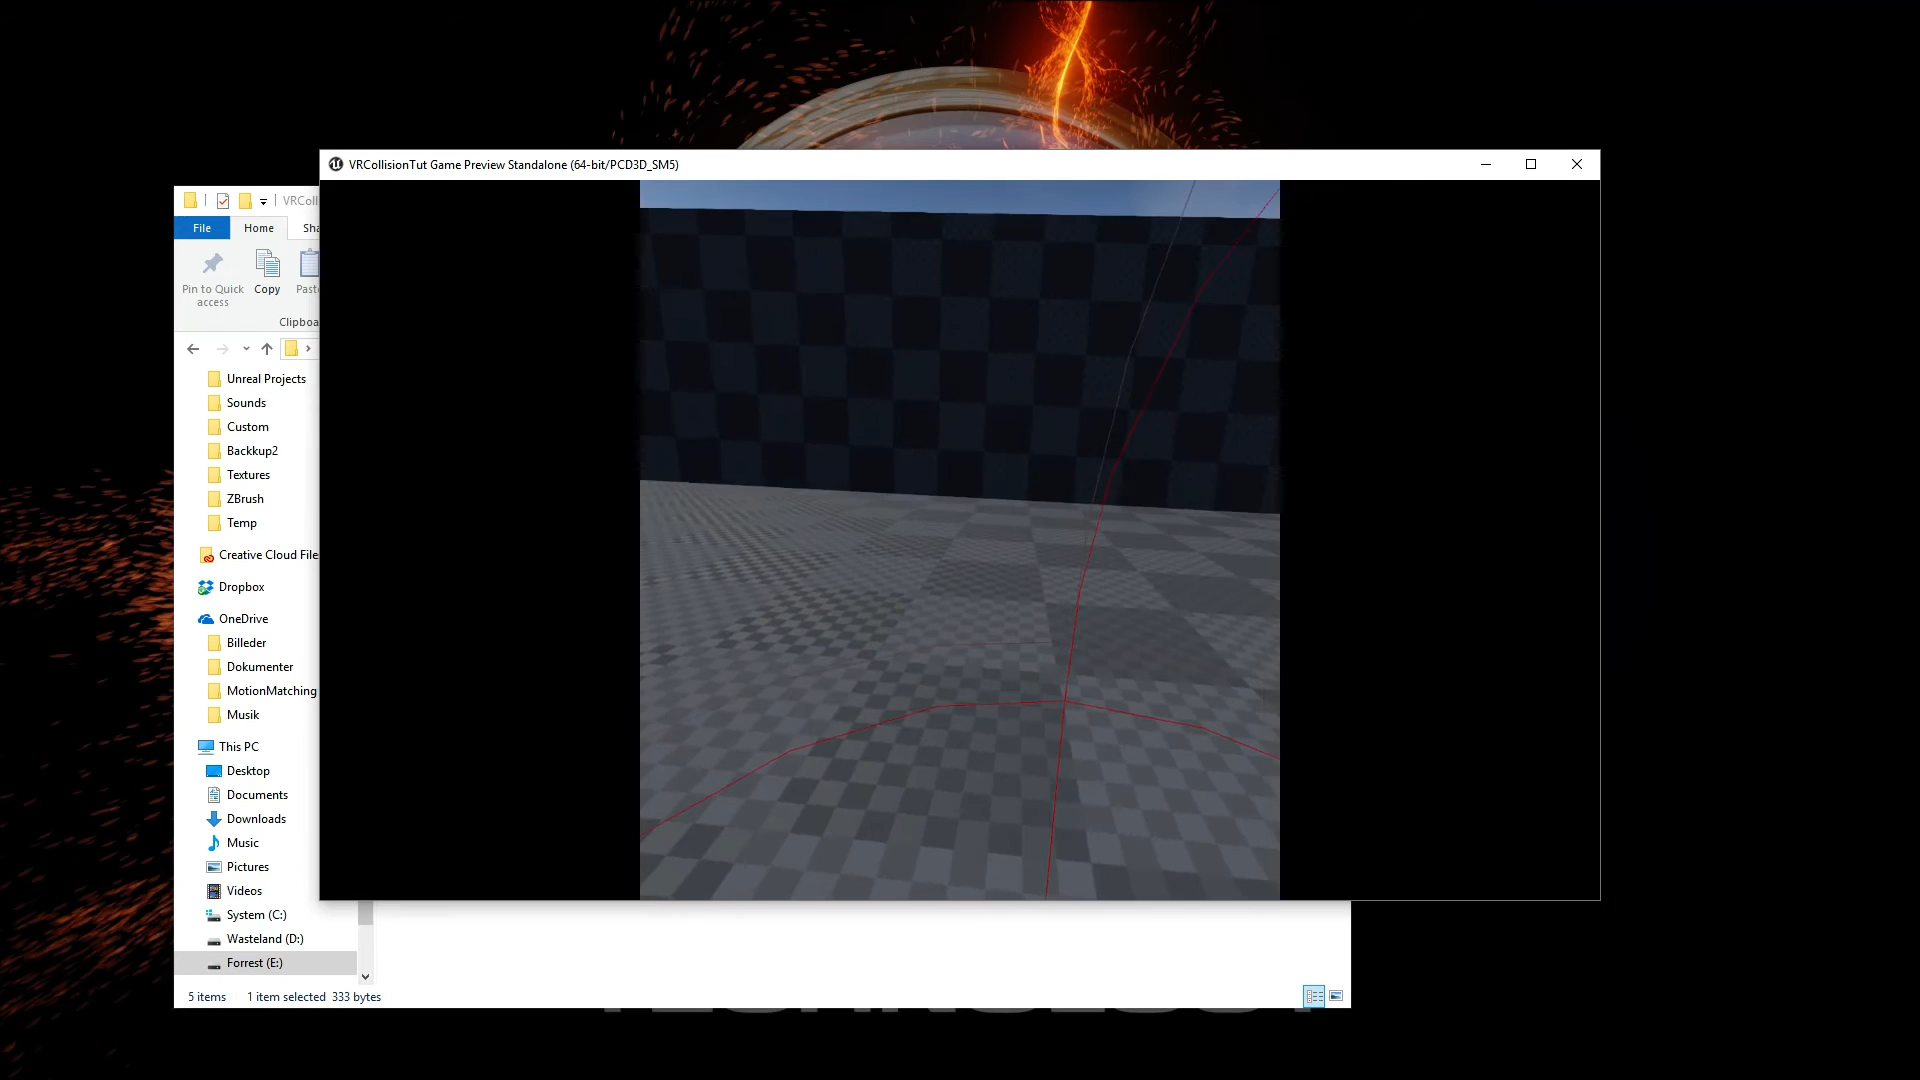 VRCollisionTut Game Preview Standalone (64-bit/PCD3D_SM5)
VRColli
File
Home
Sha
Pin to Quick
access
Copy
Past
Clipboa
Unreal Projects
Sounds
Custom
Backkup2
Textures
ZBrush
Temp
Creative Cloud File
Dropbox
OneDrive
Billeder
Dokumenter
MotionMatching
Musik
This PC
Desktop
Documents
Downloads
Music
Pictures
Videos
System (C:)
Wasteland (D:)
Forrest (E:)
5 items
1 item selected
333 bytes